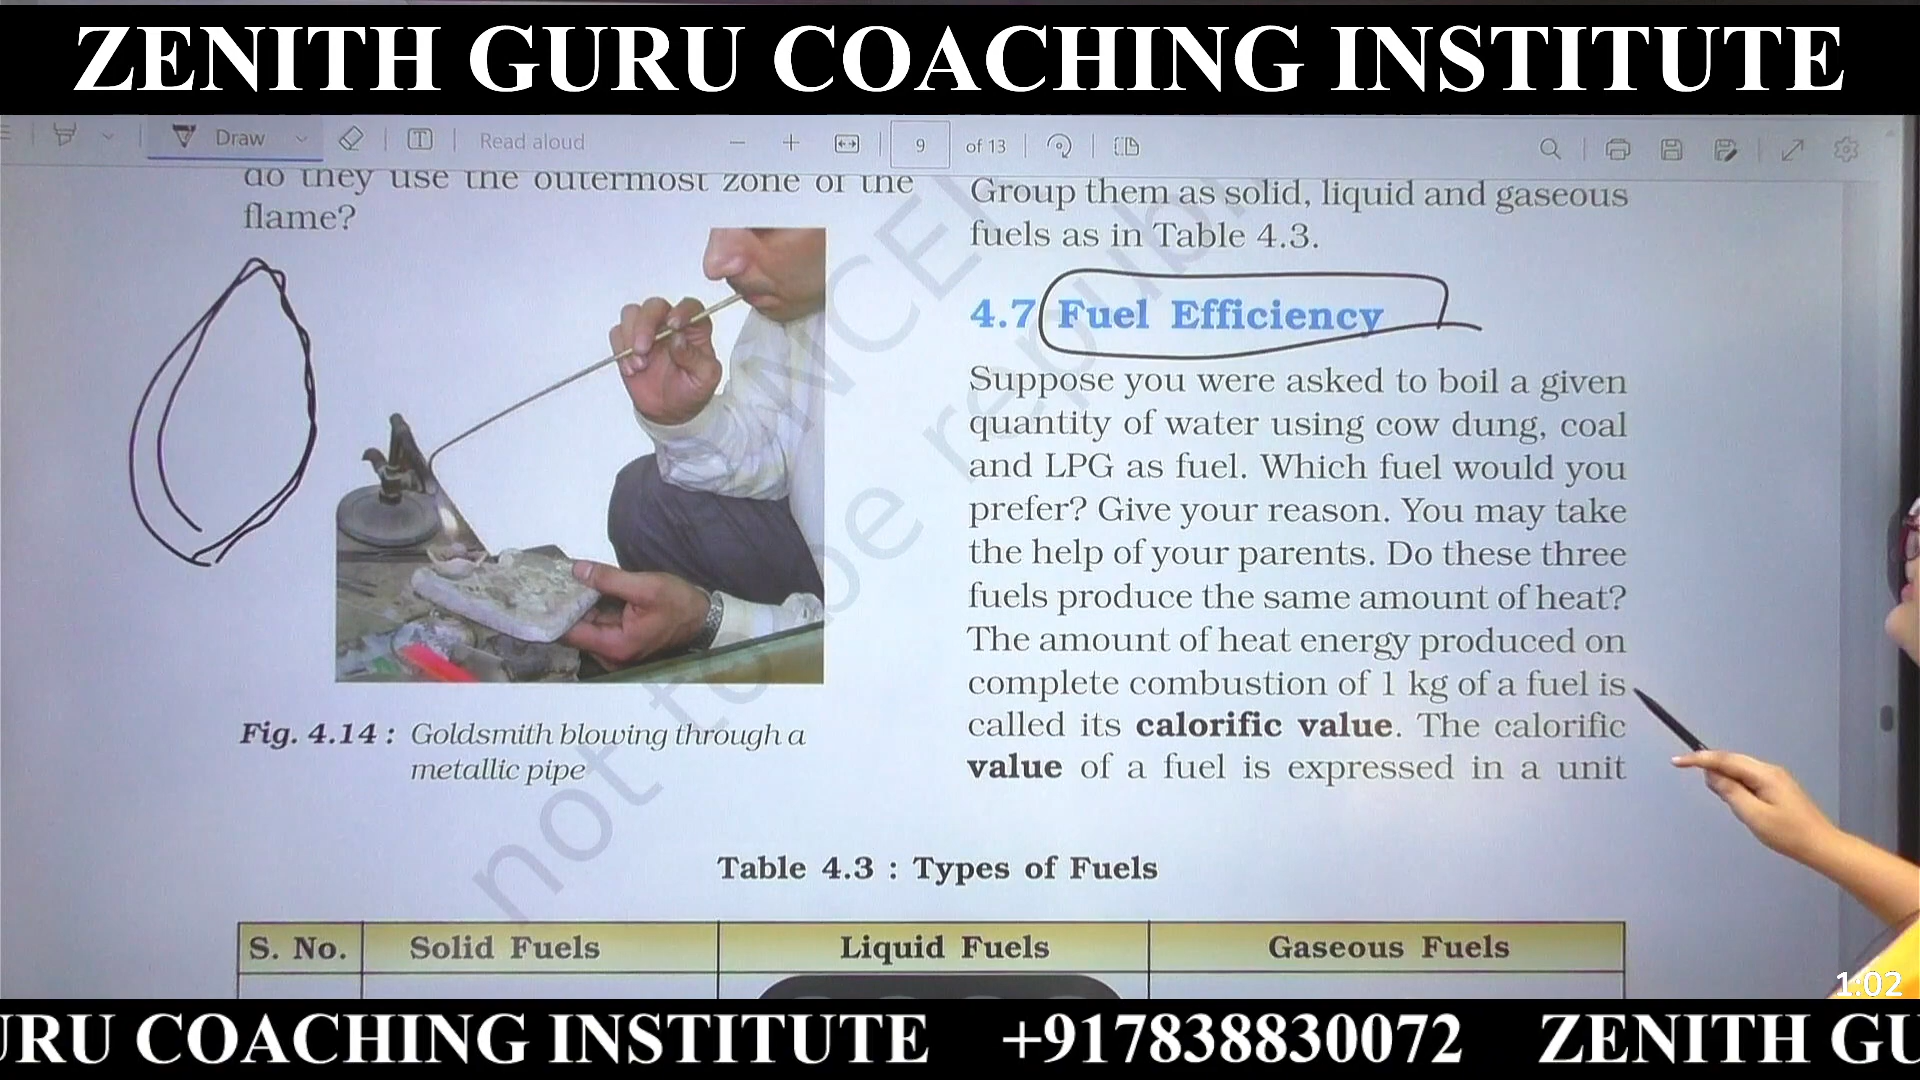 ZENITH GURU COACHING INSTITUTE
Draw
Read aloud
9
of 13
do they use the outermost zone of the
flame?
Fig. 4.14 : Goldsmith blowing through a
metallic pipe
Group them as solid, liquid and gaseous
fuels as in Table 4.3.
4.7 Fuel Efficiency
Suppose you were asked to boil a given
quantity of water using cow dung, coal
and LPG as fuel. Which fuel would you
prefer? Give your reason. You may take
the help of your parents. Do these three
fuels produce the same amount of heat?
The amount of heat energy produced on
complete combustion of 1 kg of a fuel is
called its calorific value. The calorific
value of a fuel is expressed in a unit
not to be republ
NCE
Table 4.3 : Types of Fuels
S. No. Solid Fuels Liquid Fuels Gaseous Fuels
1:02
URU COACHING INSTITUTE +917838830072 ZENITH GU